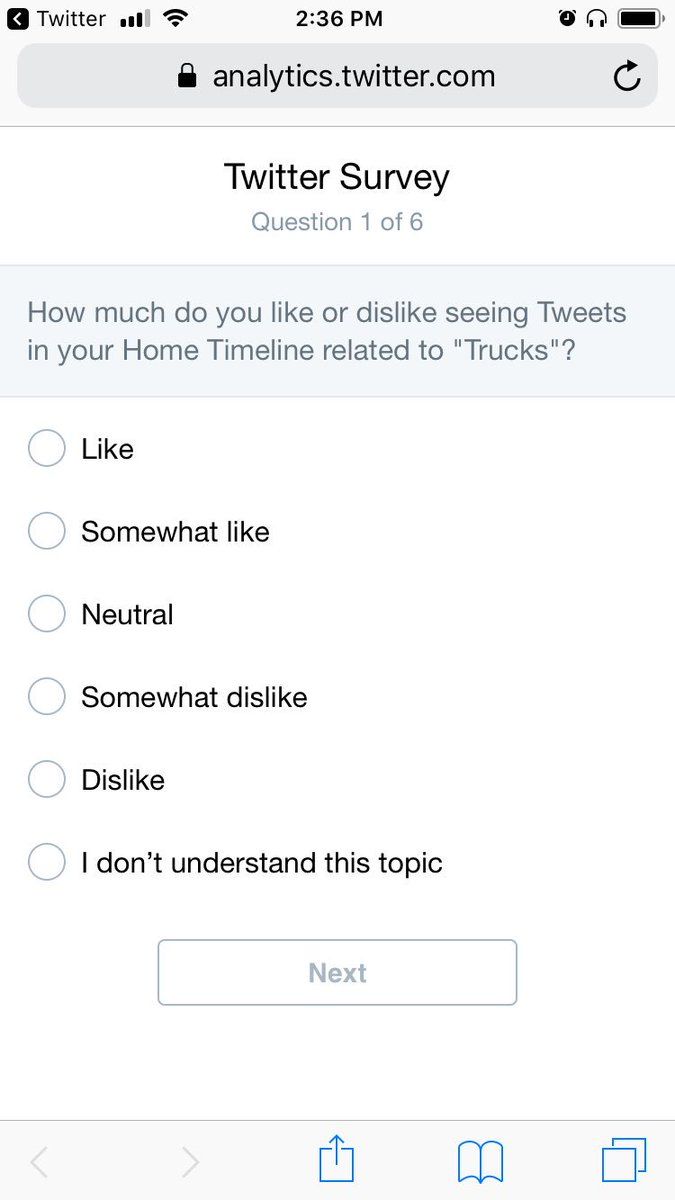 Twitter
2:36 PM
analytics.twitter.com
Twitter Survey
Question 1 of 6
How much do you like or dislike seeing Tweets
in your Home Timeline related to "Trucks"?
Like
Somewhat like
Neutral
Somewhat dislike
Dislike
I don’t understand this topic
Next